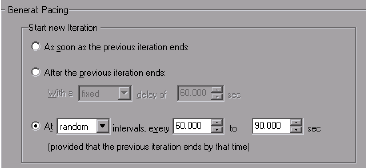 General Pacing
Start new Iteration
As soon as the previous iteration ends
After the previous iteration ends:
With a fixed delay of 60.000 sec
At random intervals, every 60.000 to 90.000 sec
(provided that the previous iteration ends by that time)